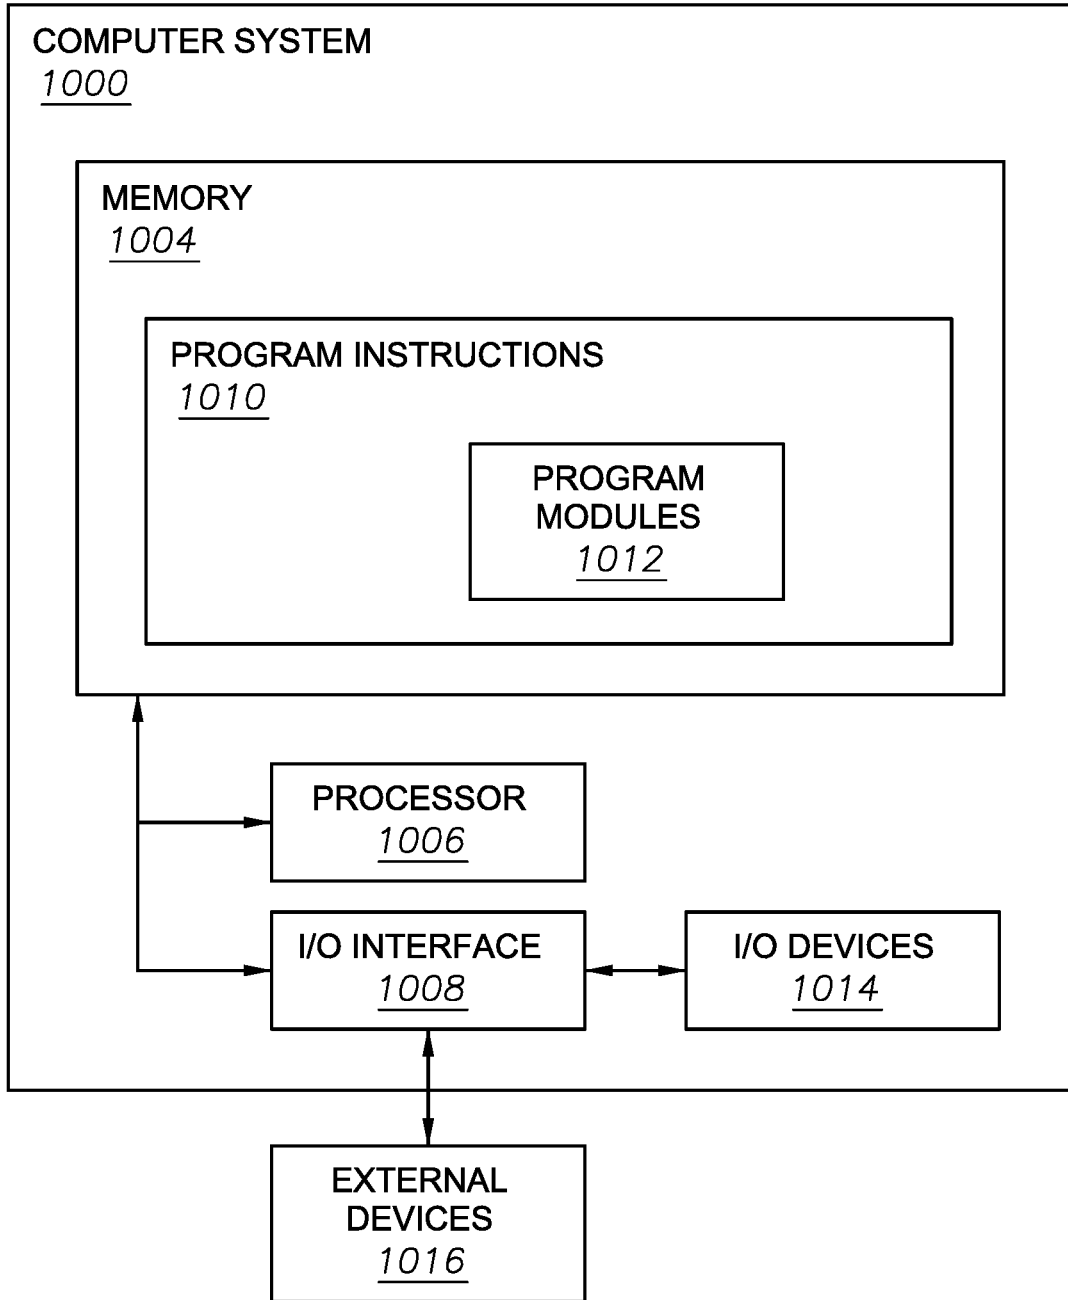 COMPUTER SYSTEM
1000
MEMORY
1004
PROGRAM INSTRUCTIONS
1010
PROGRAM
MODULES
1012
PROCESSOR
1006
I/O INTERFACE
1008
I/O DEVICES
1014
EXTERNAL
DEVICES
1016